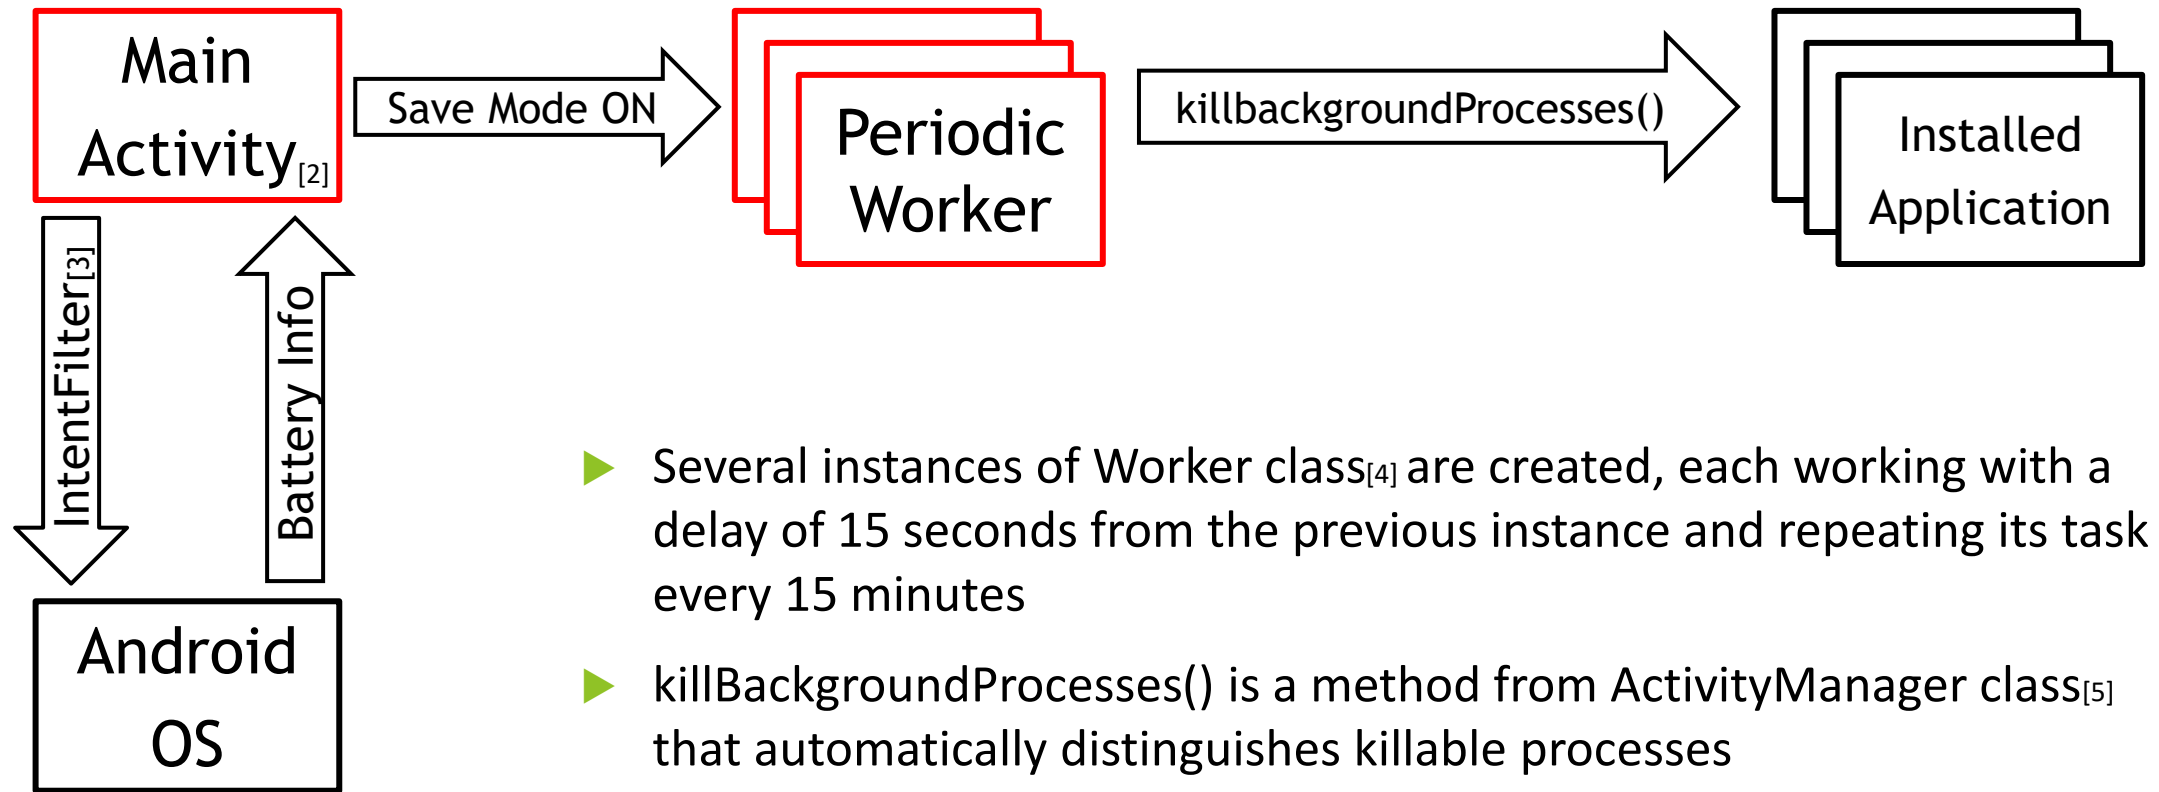 Main
Activity[2]
Save Mode ON
Periodic
Worker
killbackgroundProcesses()
Installed
Application
IntentFilter[3]
Battery Info
Android
OS
Several instances of Worker class[4] are created, each working with a
delay of 15 seconds from the previous instance and repeating its task
every 15 minutes
killBackgroundProcesses() is a method from ActivityManager class[5]
that automatically distinguishes killable processes